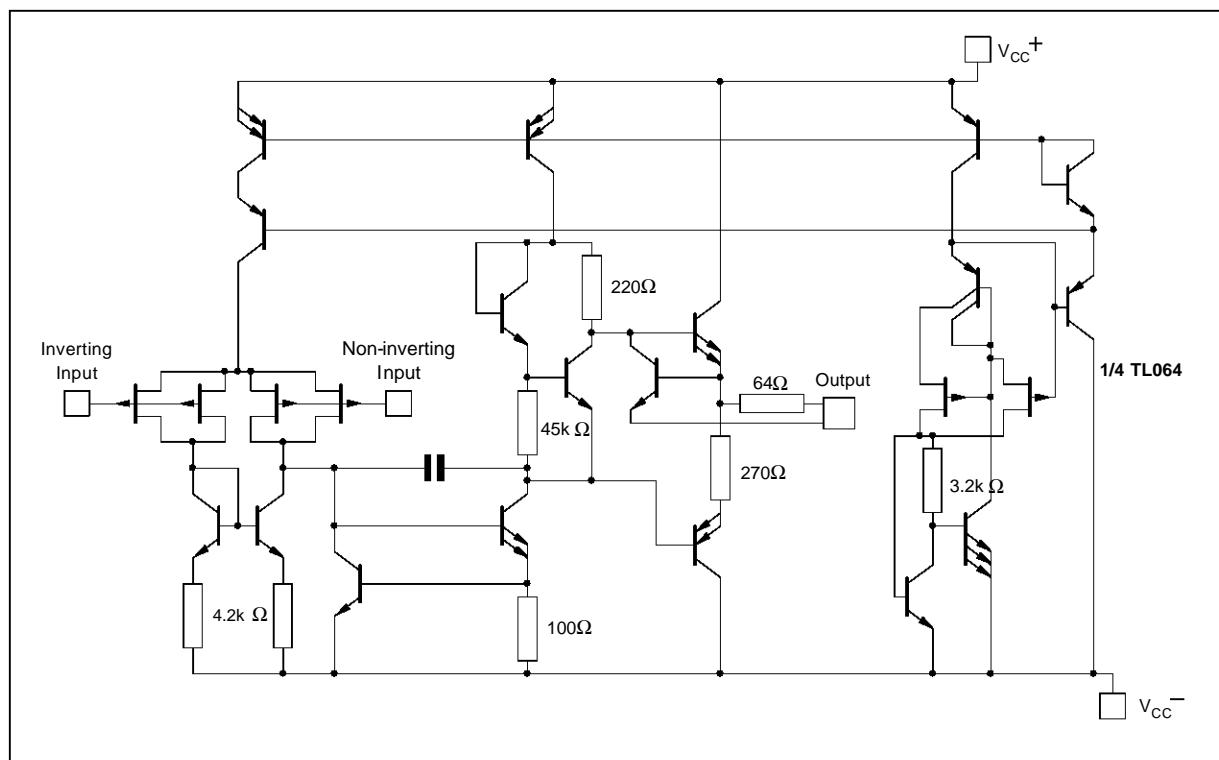 VCC+
220Ω
Inverting
Input
Non-inverting
Input
64Ω
Output
1/4 TL064
45k Ω
270Ω
3.2k Ω
4.2k Ω
100Ω
VCC−